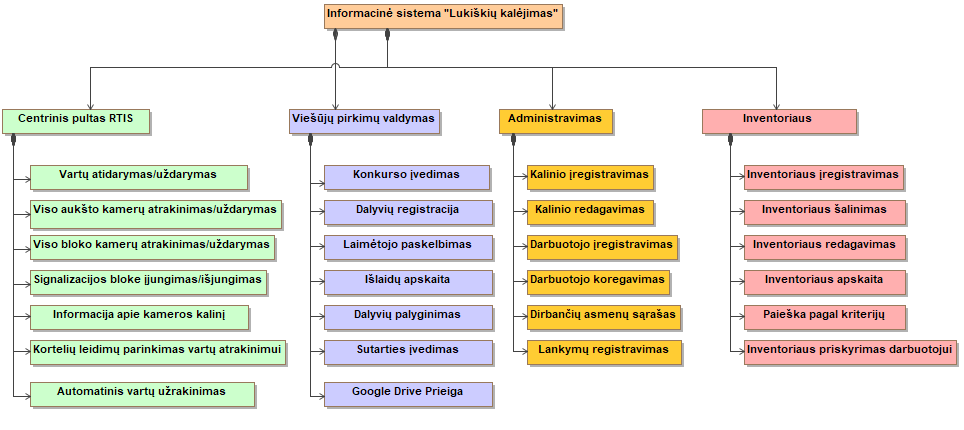 Informacinė sistema "Lukiškių kalėjimas"
Centrinis pultas RTIS
Vartų atidarymas/uždarymas
Viso aukšto kamerų atrakinimas/uždarymas
Viso bloko kamerų atrakinimas/uždarymas
Signalizacijos bloke įjungimas/išjungimas
Informacija apie kameros kalinį
Kortelių leidimų parinkimas vartų atrakinimui
Automatinis vartų užrakinimas
Viešūjų pirkimų valdymas
Konkurso įvedimas
Dalyvių registracija
Laimėtojo paskelbimas
Išlaidų apskaita
Dalyvių palyginimas
Sutarties įvedimas
Google Drive Prieiga
Administravimas
Kalinio įregistravimas
Kalinio redagavimas
Darbuotojo įregistravimas
Darbuotojo koregavimas
Dirbančių asmenų sąrašas
Lankymų registravimas
Inventoriaus
Inventoriaus įregistravimas
Inventoriaus šalinimas
Inventoriaus redagavimas
Inventoriaus apskaita
Paieška pagal kriterijų
Inventoriaus priskyrimas darbuotojui